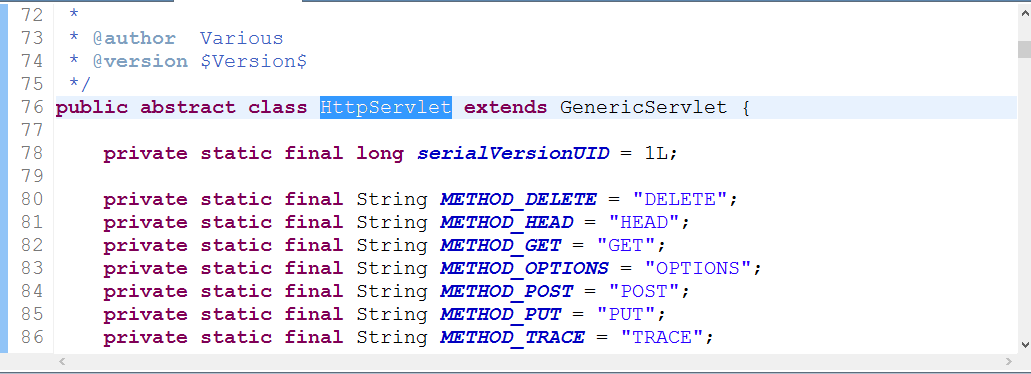 72 *
73 * @author  Various
74 * @version $Version$
75 */
76 public abstract class HttpServlet extends GenericServlet {
77
78 private static final long serialVersionUID = 1L;
79
80 private static final String METHOD_DELETE = "DELETE";
81 private static final String METHOD_HEAD = "HEAD";
82 private static final String METHOD_GET = "GET";
83 private static final String METHOD_OPTIONS = "OPTIONS";
84 private static final String METHOD_POST = "POST";
85 private static final String METHOD_PUT = "PUT";
86 private static final String METHOD_TRACE = "TRACE";